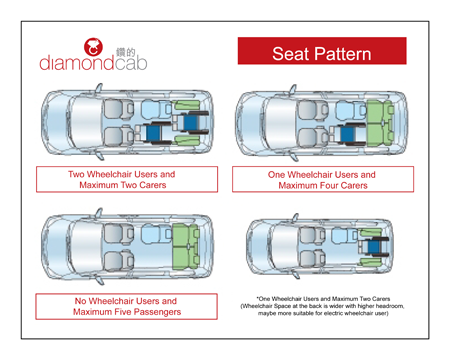 鑽的
diamondcab
Seat Pattern
Two Wheelchair Users and
Maximum Two Carers
One Wheelchair Users and
Maximum Four Carers
No Wheelchair Users and
Maximum Five Passengers
*One Wheelchair Users and Maximum Two Carers
(Wheelchair Space at the back is wider with higher headroom,
maybe more suitable for electric wheelchair user)